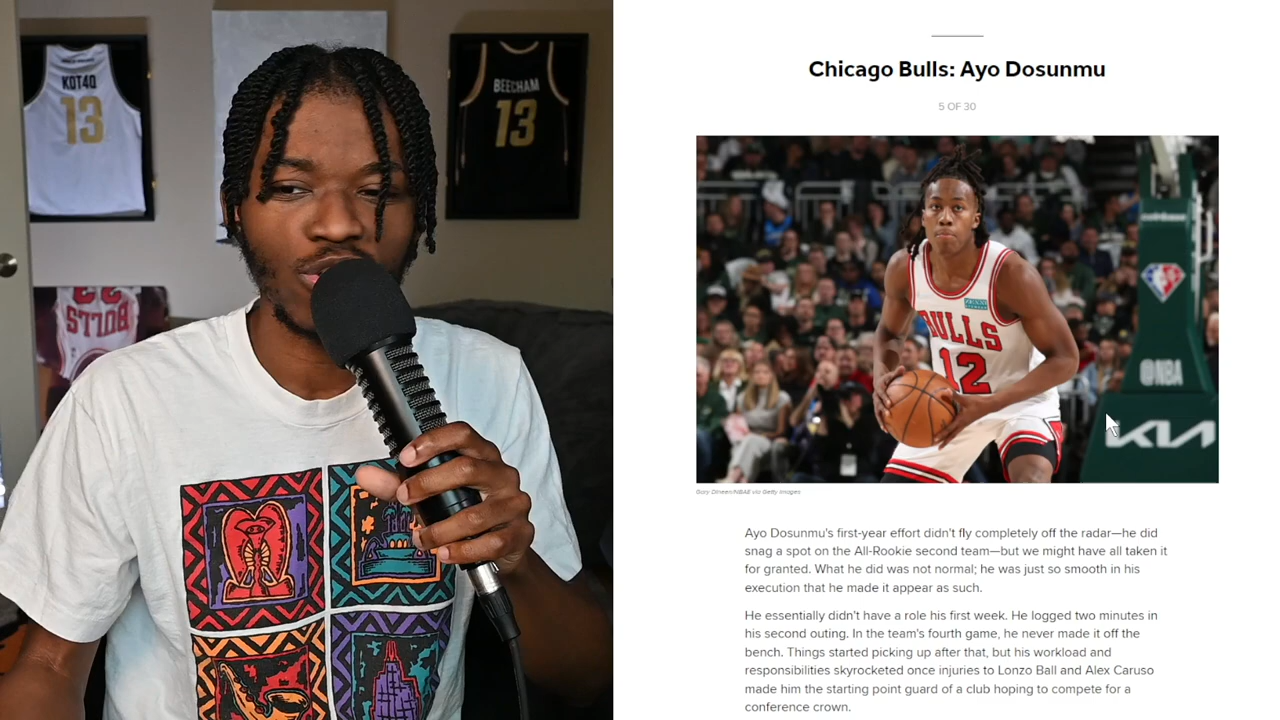 KOT4Q
13
BEECHAM
13
BULLS
23
Chicago Bulls: Ayo Dosunmu
5 OF 30
BULLS
12
@NBA
KIA
Gary Dineen/NBAE via Getty Images
Ayo Dosunmu's first-year effort didn't fly completely off the radar—he did
snag a spot on the All-Rookie second team—but we might have all taken it
for granted. What he did was not normal; he was just so smooth in his
execution that he made it appear as such.
He essentially didn't have a role his first week. He logged two minutes in
his second outing. In the team's fourth game, he never made it off the
bench. Things started picking up after that, but his workload and
responsibilities skyrocketed once injuries to Lonzo Ball and Alex Caruso
made him the starting point guard of a club hoping to compete for a
conference crown.